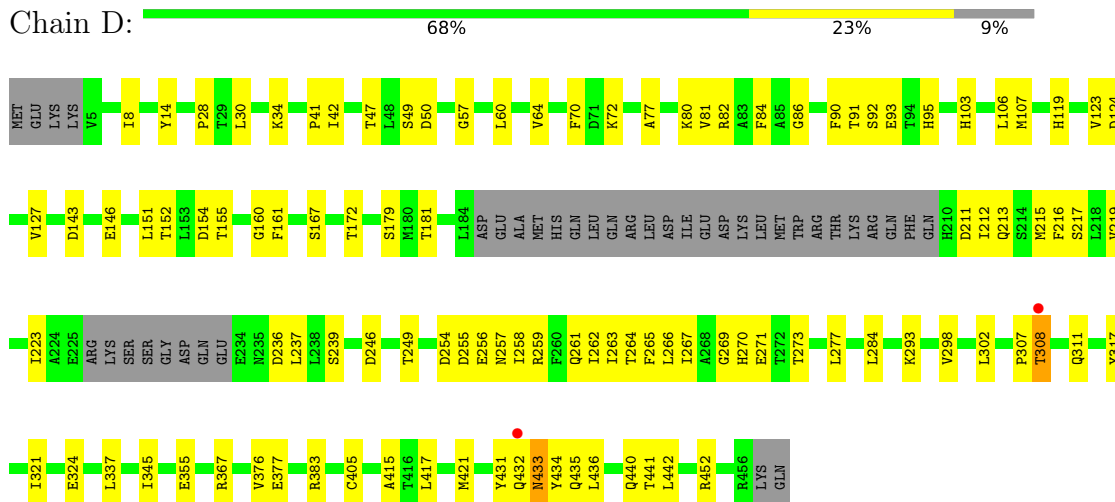 Chain D:
68% 23% 9%
MET GLU LYS LYS V5 I8 Y14 P28 T29 L30 K34 P41 I42 T47 L48 S49 D50 G57 L60 V64 F70 D71 K72 A77 K80 V81 R82 A83 F84 A85 G86 F90 T91 S92 E93 T94 H95 H103 L106 M107 H119 V123 D124
V127 D143 E146 L151 T152 L153 D154 T155 G160 F161 S167 T172 S179 M180 T181 L184 ASP GLU ALA MET HIS GLN LEU GLN ARG LEU ASP ILE GLU ASP LYS LEU MET TRP ARG THR LYS ARG GLN PHE GLN H210 D211 I212 Q213 S214 M215 F216 S217 L218 V219
I223 A224 E225 ARG LYS SER SER GLY ASP GLN GLU E234 N235 D236 L237 L238 S239 D246 T249 D254 D255 E256 N257 I258 R259 F260 Q261 I262 I263 T264 F265 L266 I267 A268 G269 H270 E271 T272 T273 L277 L284 K293 V298 L302 P307 T308 Q311
I321 E324 L337 I345 E355 R367 V376 E377 R383 C405 A415 T416 L417 M421 Y431 Q432 N433 Y434 Q435 L436 Q440 T441 L442 R452 R456 LYS GLN